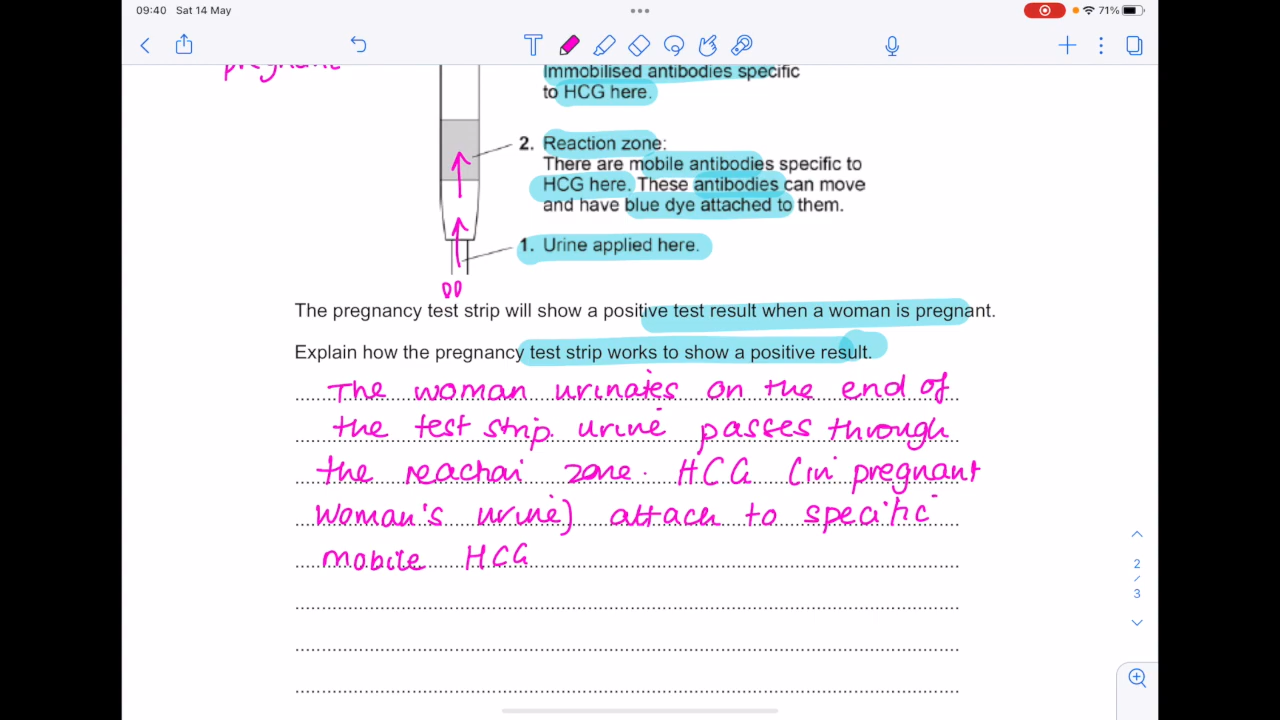 09:40 Sat 14 May
71%
T
pregnant
Immobilised antibodies specific
to HCG here.
2. Reaction zone:
There are mobile antibodies specific to
HCG here. These antibodies can move
and have blue dye attached to them.
1. Urine applied here.
The pregnancy test strip will show a positive test result when a woman is pregnant.
Explain how the pregnancy test strip works to show a positive result.
The woman urinates on the end of
the test strip. urine passes through
the reachai zone. HCG (in pregnant
woman's urine) attach to specific
mobile HCG
2
/
3